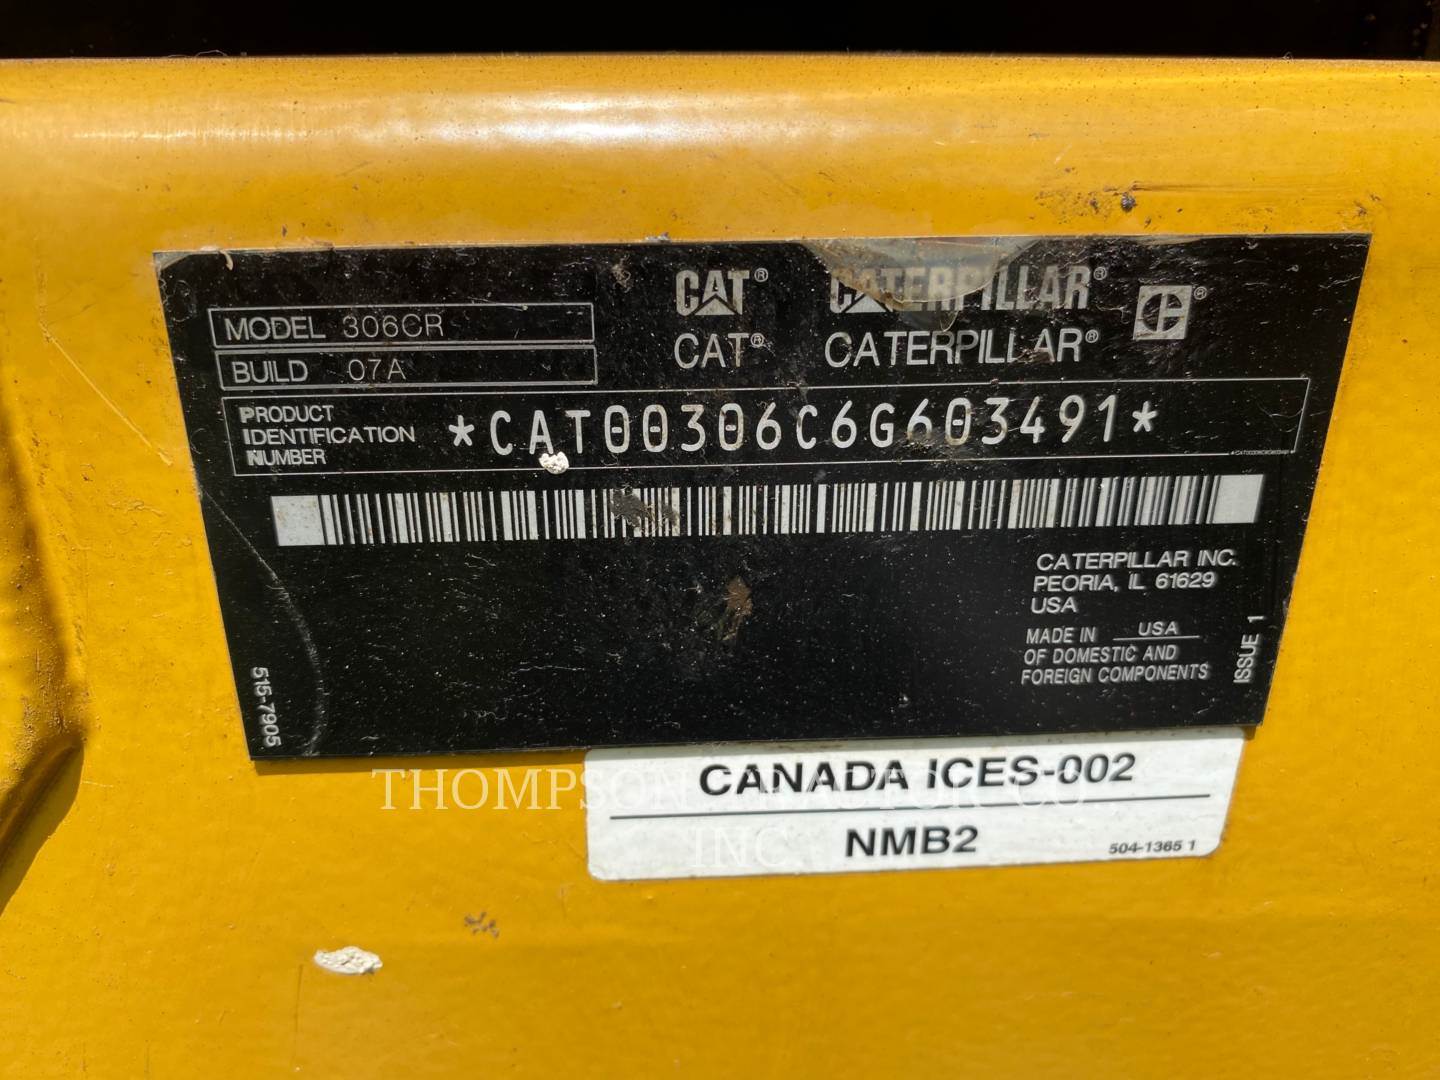 CAT® CATERPILLAR® ®
CAT® CATERPILLAR®
MODEL 306CR
BUILD 07A
PRODUCT
IDENTIFICATION
NUMBER
*CAT00306C6G603491*
CATERPILLAR INC.
PEORIA, IL 61629
USA
MADE IN USA
OF DOMESTIC AND
FOREIGN COMPONENTS
ISSUE 1
515-7905
CANADA ICES-002
NMB2
504-1365 1
THOMPSON TRACTOR CO.,
INC.